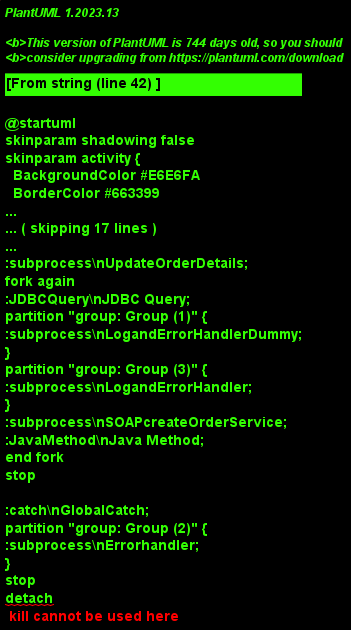 PlantUML 1.2023.13
<b>This version of PlantUML is 744 days old, so you should
<b>consider upgrading from https://plantuml.com/download
[From string (line 42) ]
@startuml
skinparam shadowing false
skinparam activity {
BackgroundColor #E6E6FA
BorderColor #663399
...
... ( skipping 17 lines )
...
:subprocess\nUpdateOrderDetails;
fork again
:JDBCQuery\nJDBC Query;
partition "group: Group (1)" {
:subprocess\nLogandErrorHandlerDummy;
}
partition "group: Group (3)" {
:subprocess\nLogandErrorHandler;
}
:subprocess\nSOAPcreateOrderService;
:JavaMethod\nJava Method;
end fork
stop
:catch\nGlobalCatch;
partition "group: Group (2)" {
:subprocess\nErrorhandler;
}
stop
detach
kill cannot be used here